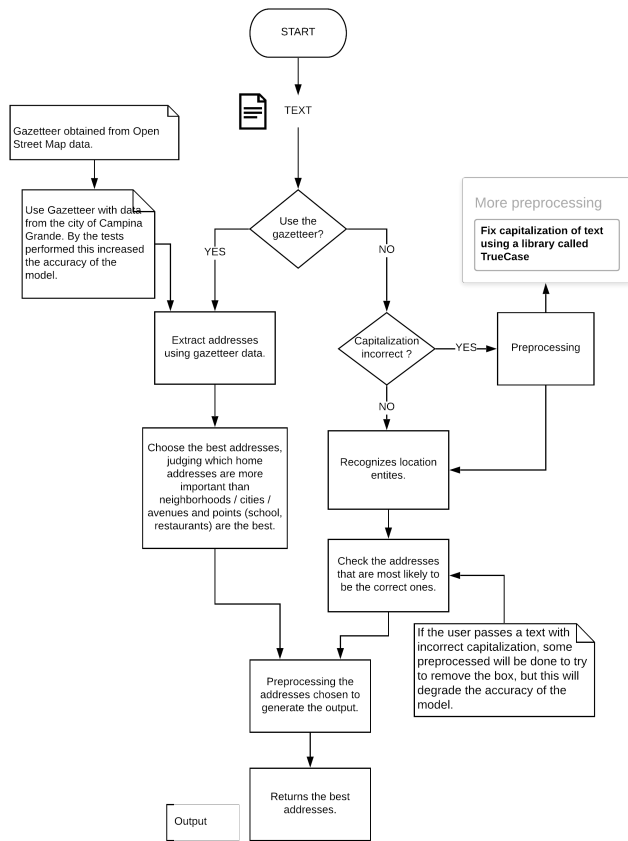 START
TEXT
Gazetteer obtained from Open
Street Map data.
Use Gazetteer with data
from the city of Campina
Grande. By the tests
performed this increased
the accuracy of the
model.
Use the
gazetteer?
YES
NO
More preprocessing
Fix capitalization of text
using a library called
TrueCase
Extract addresses
using gazetteer data.
Capitalization
incorrect ?
YES
Preprocessing
NO
Choose the best addresses,
judging which home
addresses are more
important than
neighborhoods / cities /
avenues and points (school,
restaurants) are the best.
Recognizes location
entites.
Check the addresses
that are most likely to
be the correct ones.
If the user passes a text with
incorrect capitalization, some
preprocessed will be done to try
to remove the box, but this will
degrade the accuracy of the
model.
Preprocessing the
addresses chosen to
generate the output.
Returns the best
addresses.
Output